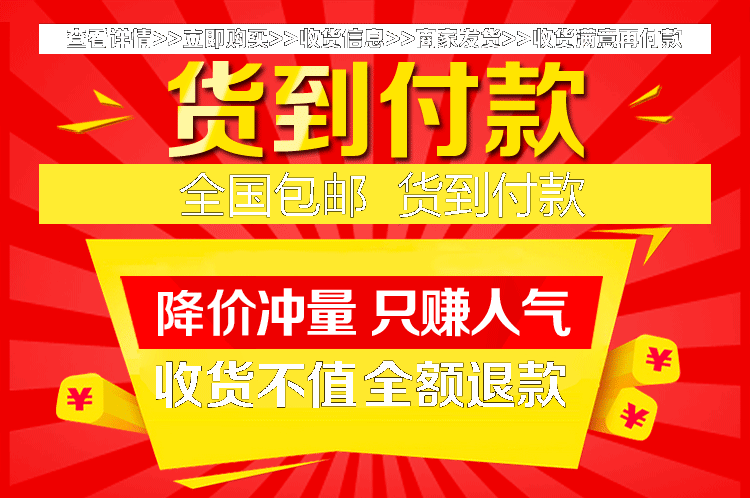 查看详情>>立即购买>>收货信息>>商家发货>>收货满意再付款
货到付款
全国包邮 货到付款
降价冲量 只赚人气
收货不值 全额退款
¥
¥
¥